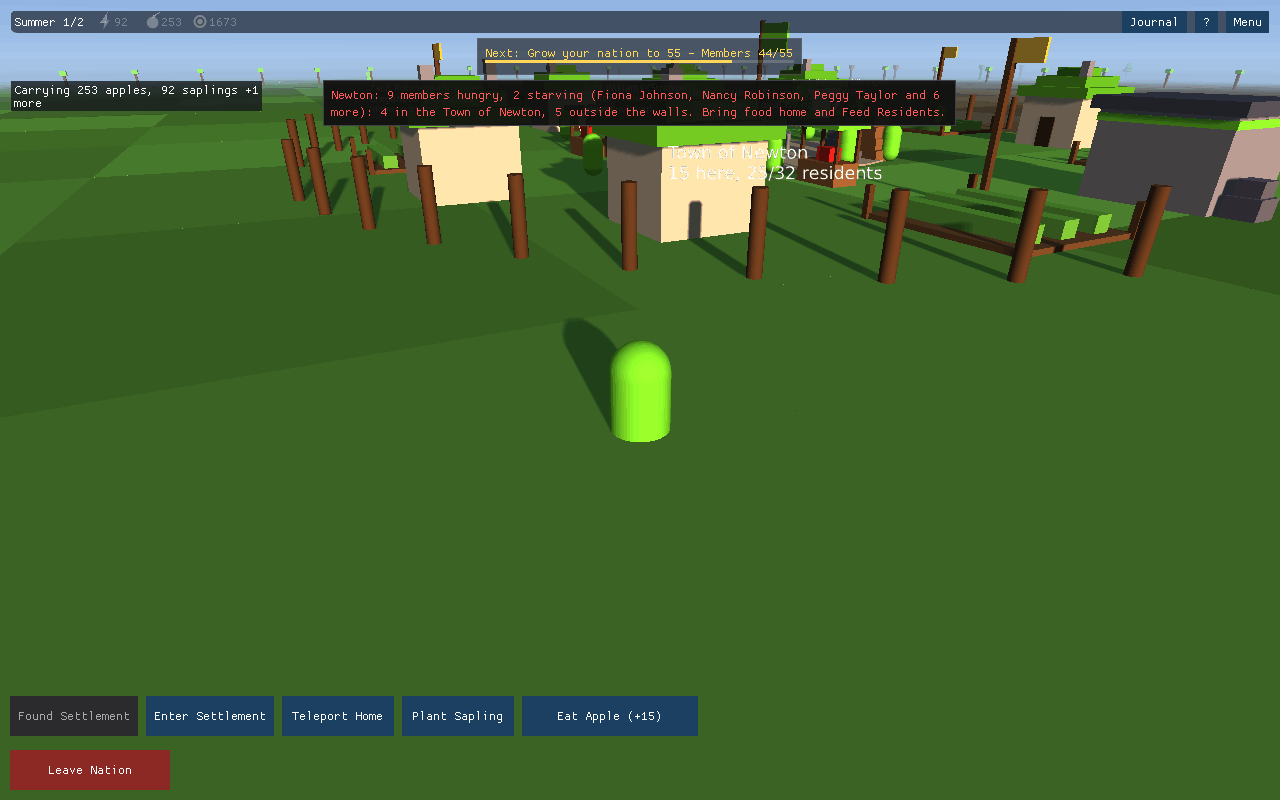 Summer 1/2 92 253 1673
Journal ? Menu
Next: Grow your nation to 55 - Members 44/55
Carrying 253 apples, 92 saplings +1
more
Newton: 9 members hungry, 2 starving (Fiona Johnson, Nancy Robinson, Peggy Taylor and 6
more): 4 in the Town of Newton, 5 outside the walls. Bring food home and Feed Residents.
Town of Newton
15 here, 25/32 residents
Found Settlement Enter Settlement Teleport Home Plant Sapling Eat Apple (+15)
Leave Nation